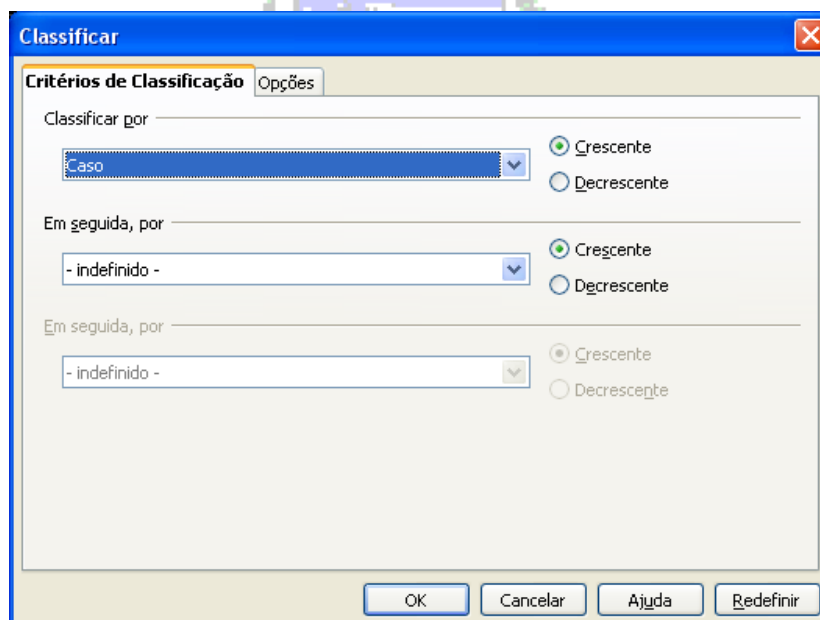 Classificar
Critérios de Classificação Opções
Classificar por
Caso
Crescente
Decrescente
Em seguida, por
- indefinido -
Crescente
Decrescente
Em seguida, por
- indefinido -
Crescente
Decrescente
OK Cancelar Ajuda Redefinir